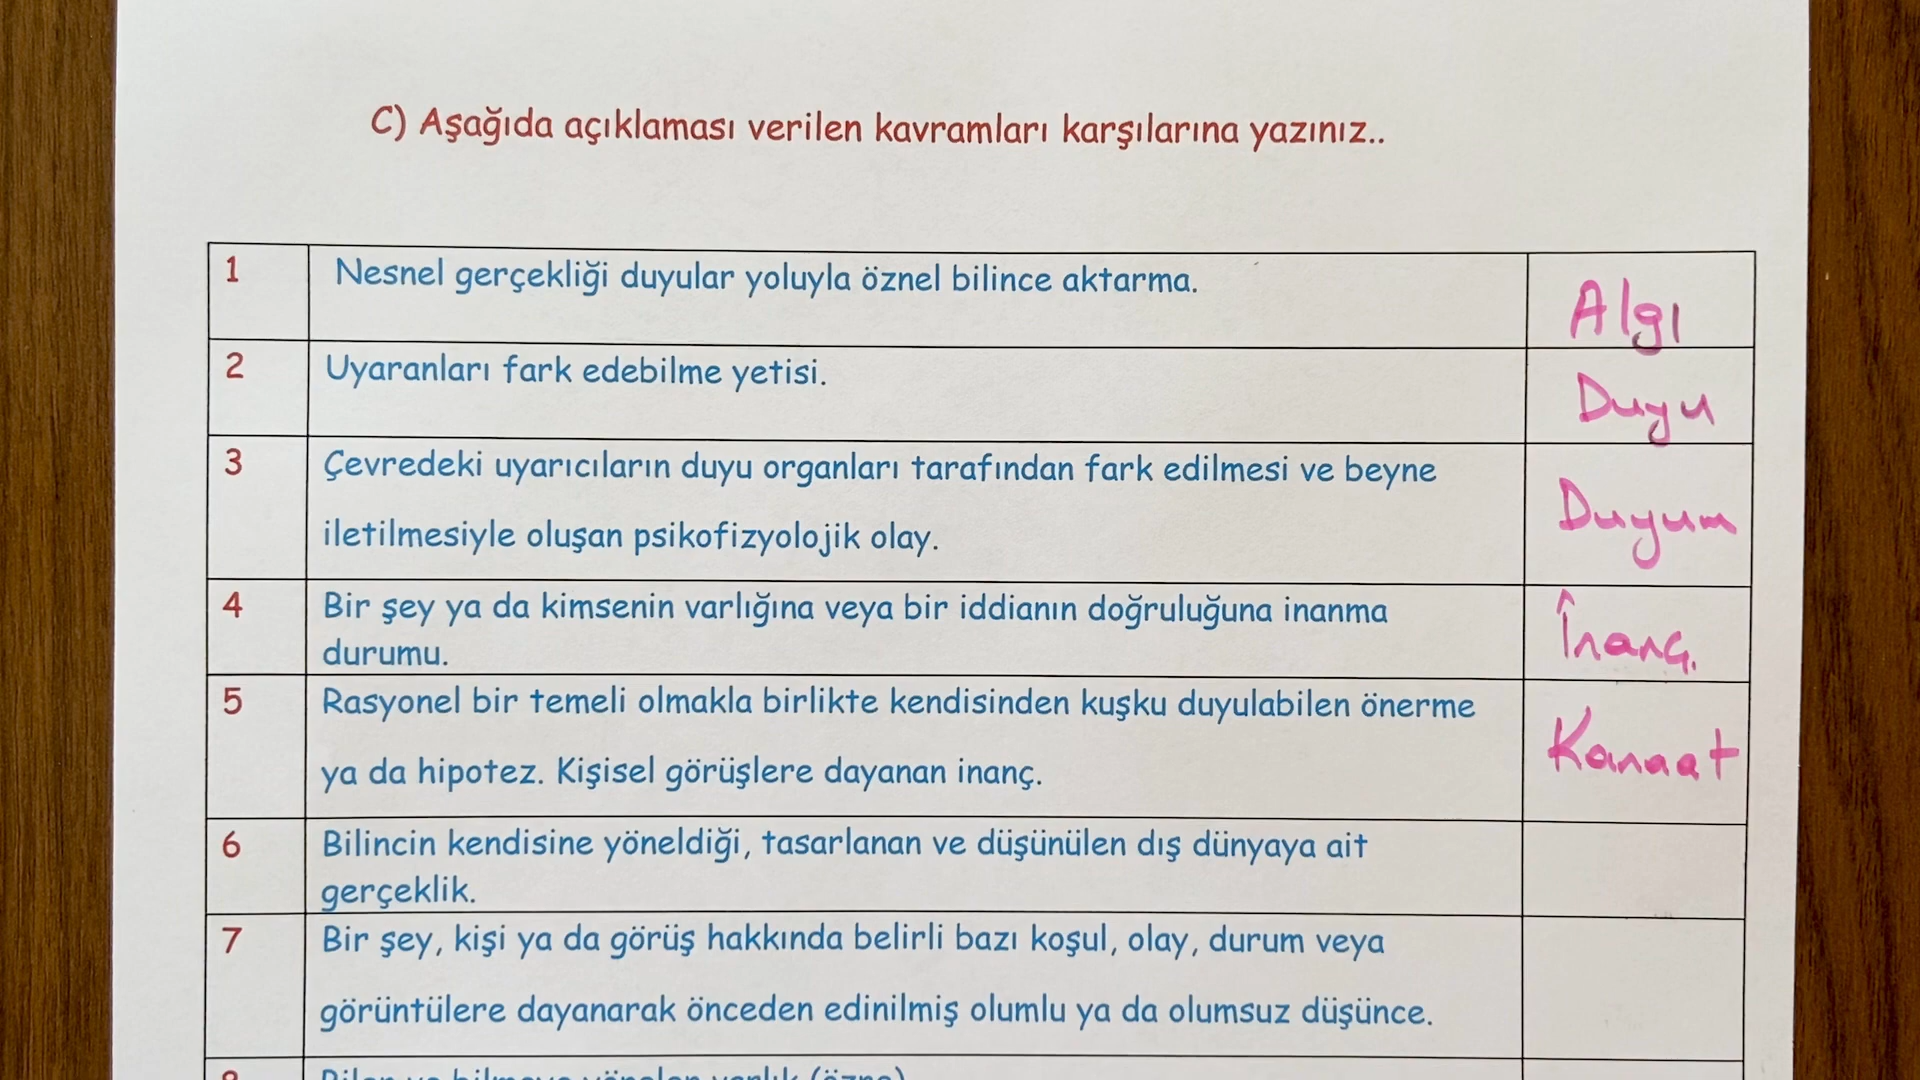 C) Aşağıda açıklaması verilen kavramları karşılarına yazınız..
1 Nesnel gerçekliği duyular yoluyla öznel bilince aktarma. Algı
2 Uyaranları fark edebilme yetisi. Duyu
3 Çevredeki uyarıcıların duyu organları tarafından fark edilmesi ve beyne
iletilmesiyle oluşan psikofizyolojik olay. Duyum
4 Bir şey ya da kimsenin varlığına veya bir iddianın doğruluğuna inanma
durumu. İnanç.
5 Rasyonel bir temeli olmakla birlikte kendisinden kuşku duyulabilen önerme
ya da hipotez. Kişisel görüşlere dayanan inanç. Kanaat
6 Bilincin kendisine yöneldiği, tasarlanan ve düşünülen dış dünyaya ait
gerçeklik.
7 Bir şey, kişi ya da görüş hakkında belirli bazı koşul, olay, durum veya
görüntülere dayanarak önceden edinilmiş olumlu ya da olumsuz düşünce.